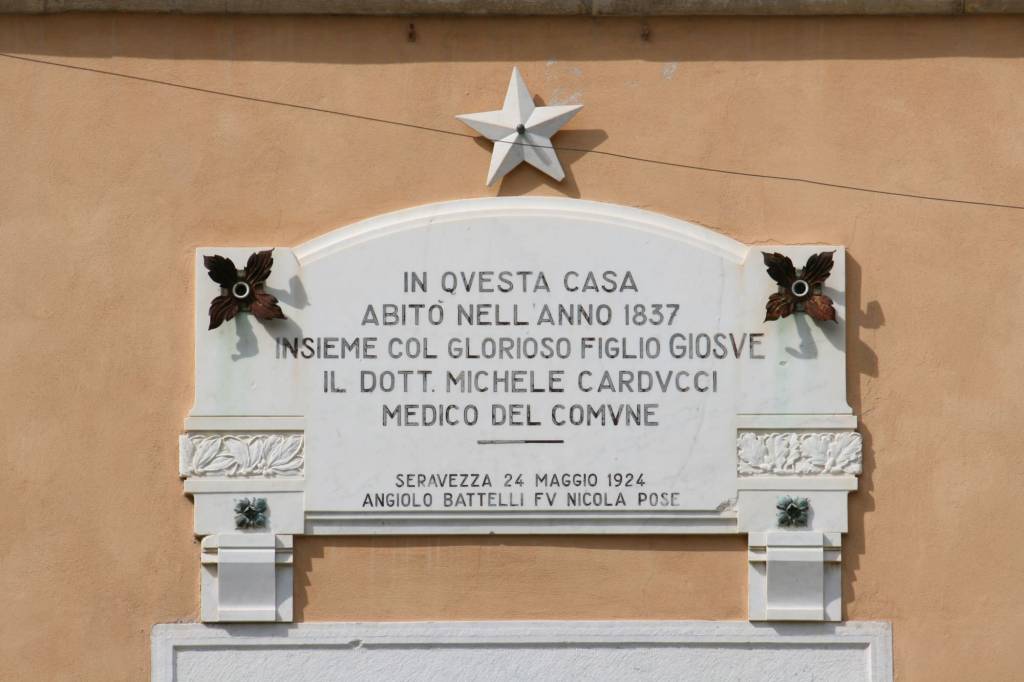 IN QVESTA CASA
ABITÒ NELL'ANNO 1837
INSIEME COL GLORIOSO FIGLIO GIOSVE
IL DOTT. MICHELE CARDVCCI
MEDICO DEL COMVNE
SERAVEZZA 24 MAGGIO 1924
ANGIOLO BATTELLI FV NICOLA POSE